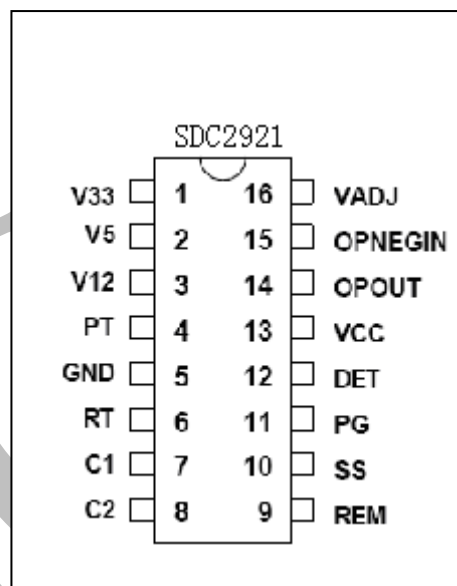 SDC2921
V33 1 16 VADJ
V5 2 15 OPNEGIN
V12 3 14 OPOUT
PT 4 13 VCC
GND 5 12 DET
RT 6 11 PG
C1 7 10 SS
C2 8 9 REM